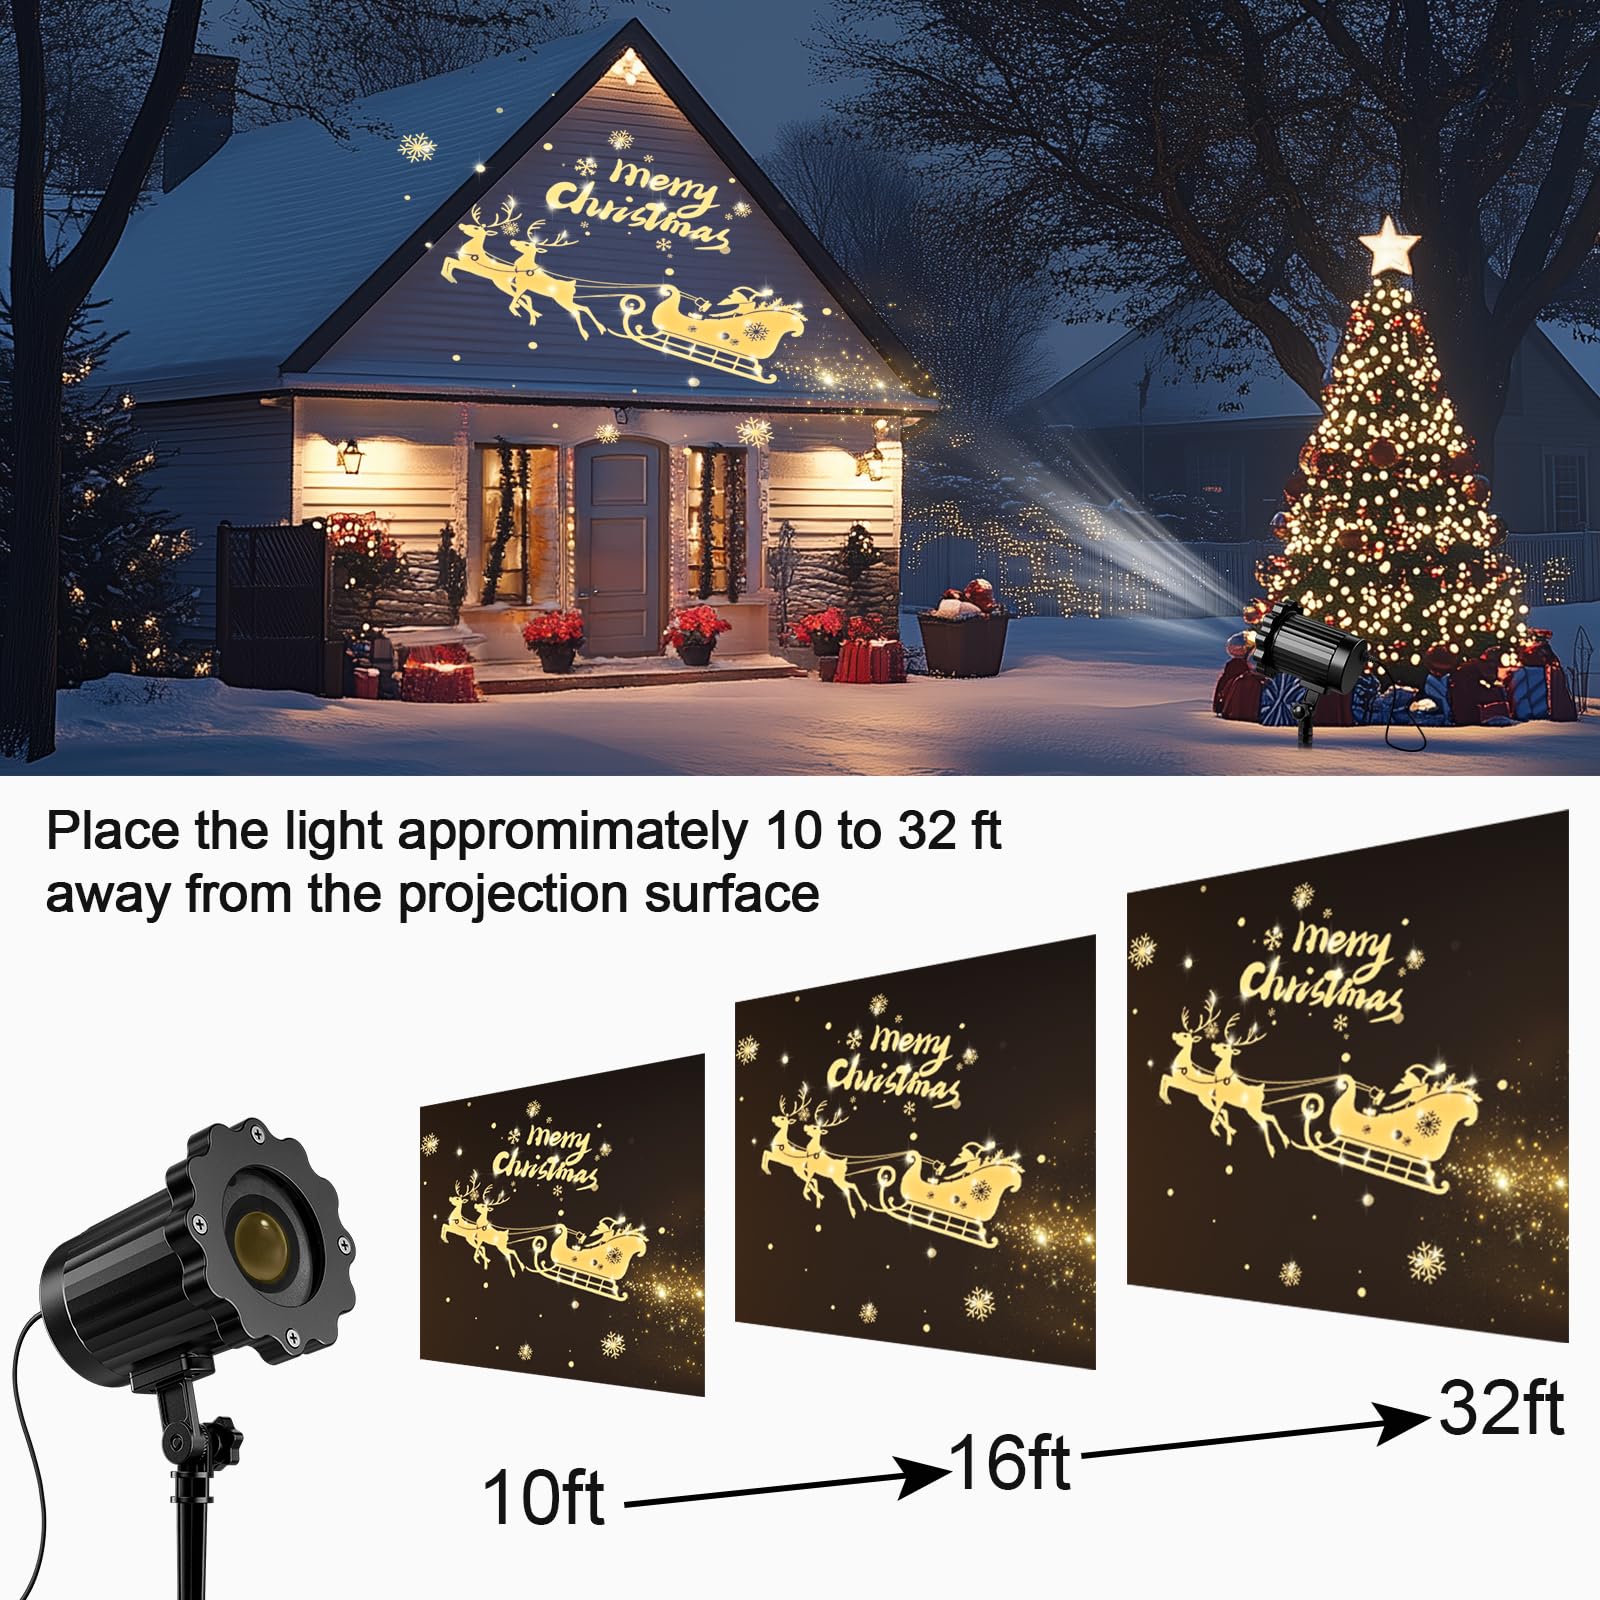 Merry
Christmas
Place the light appromimately 10 to 32 ft
away from the projection surface
Merry
Christmas
Merry
Christmas
Merry
Christmas
10ft
16ft
32ft